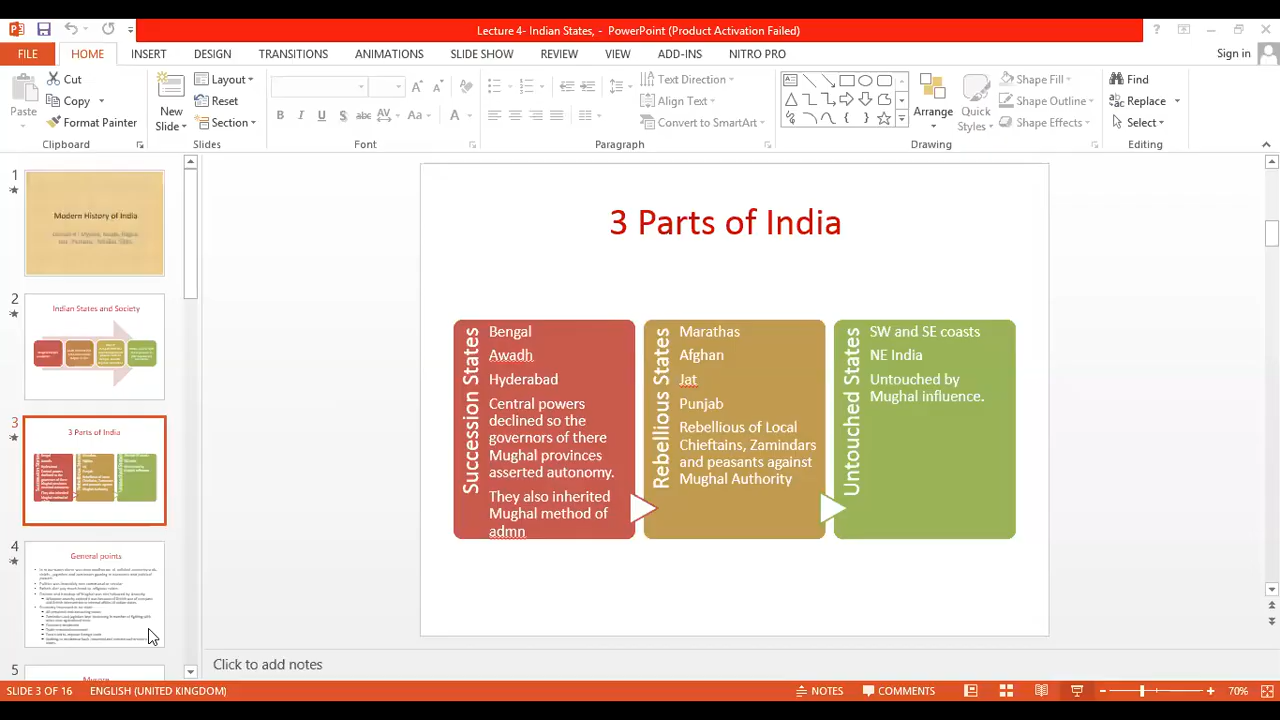 Lecture 4- Indian States, - PowerPoint (Product Activation Failed)
FILE HOME INSERT DESIGN TRANSITIONS ANIMATIONS SLIDE SHOW REVIEW VIEW ADD-INS NITRO PRO Sign in
Paste
Cut
Copy
Format Painter
Clipboard
New
Slide
Layout
Reset
Section
Slides
Font
Text Direction
Align Text
Convert to SmartArt
Paragraph
Arrange
Quick
Styles
Shape Fill
Shape Outline
Shape Effects
Drawing
Find
Replace
Select
Editing
1
Modern History of India
2
Indian States and Society
3
3 Parts of India
4
General points
5
3 Parts of India
Succession States
Bengal
Awadh
Hyderabad
Central powers
declined so the
governors of there
Mughal provinces
asserted autonomy.
They also inherited
Mughal method of
admn
Rebellious States
Marathas
Afghan
Jat
Punjab
Rebellious of Local
Chieftains, Zamindars
and peasants against
Mughal Authority
Untouched States
SW and SE coasts
NE India
Untouched by
Mughal influence.
Click to add notes
SLIDE 3 OF 16 ENGLISH (UNITED KINGDOM) NOTES COMMENTS 70%